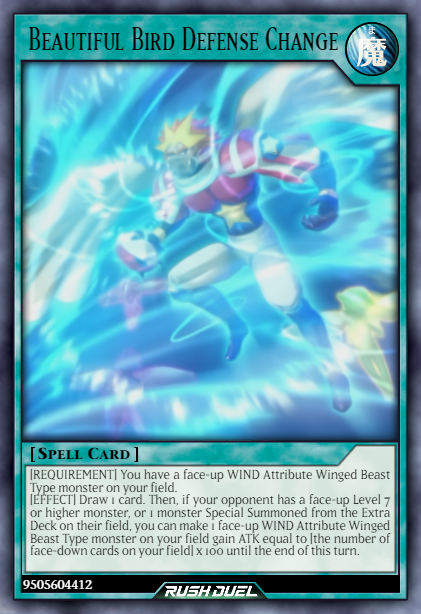 BEAUTIFUL BIRD DEFENSE CHANGE
ま
魔
[SPELL CARD]
[REQUIREMENT] You have a face-up WIND Attribute Winged Beast
Type monster on your field.
[EFFECT] Draw 1 card. Then, if your opponent has a face-up Level 7
or higher monster, or 1 monster Special Summoned from the Extra
Deck on their field, you can make 1 face-up WIND Attribute Winged
Beast Type monster on your field gain ATK equal to [the number of
face-down cards on your field] x 100 until the end of this turn.
9505604412
RUSH DUEL